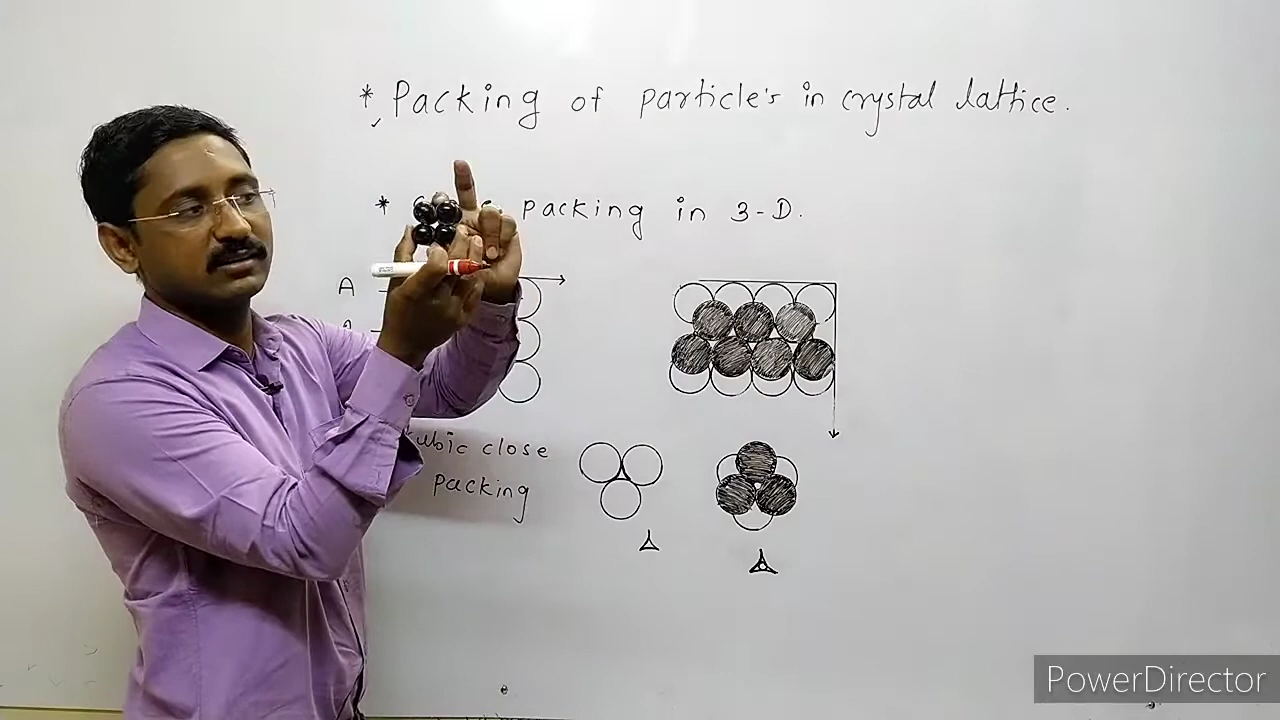 * Packing of particle's in crystal lattice.
* packing in 3-D.
A
ubic close
packing
PowerDirector